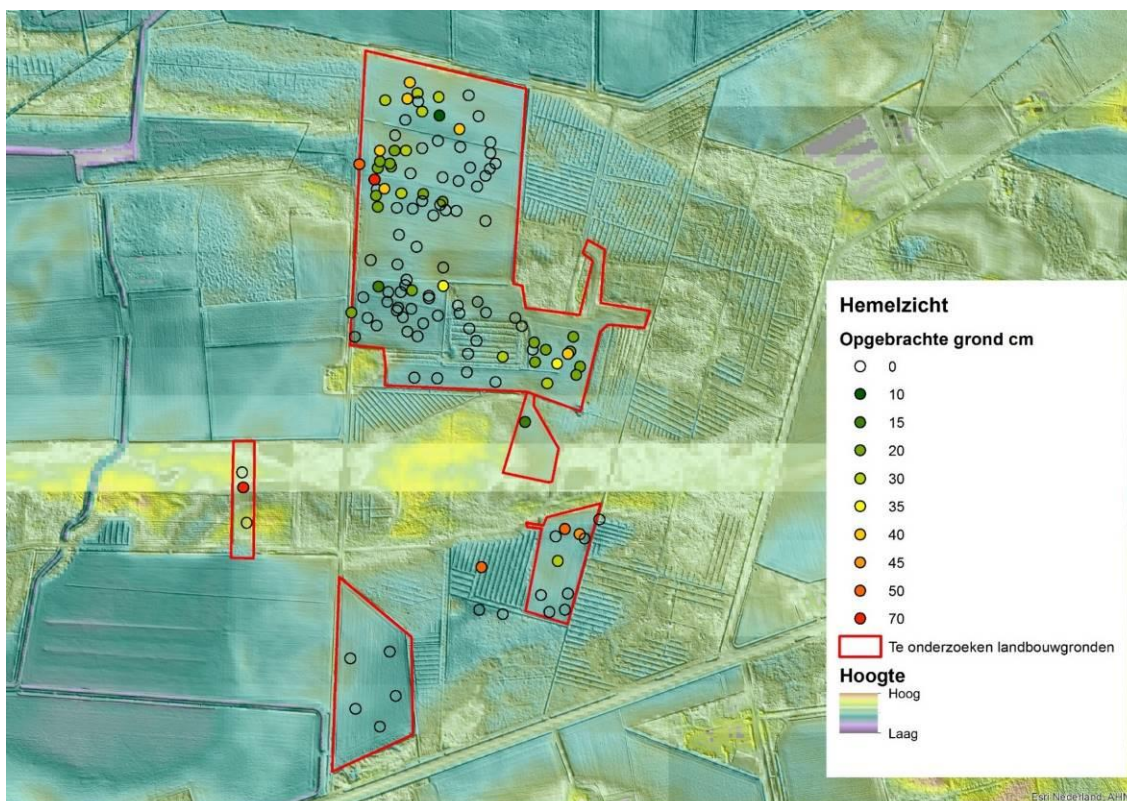 Hemelzicht
Opgebrachte grond cm
0
10
15
20
30
35
40
45
50
70
Te onderzoeken landbouwgronden
Hoogte
Hoog
Laag
Esri Nederland, AHN